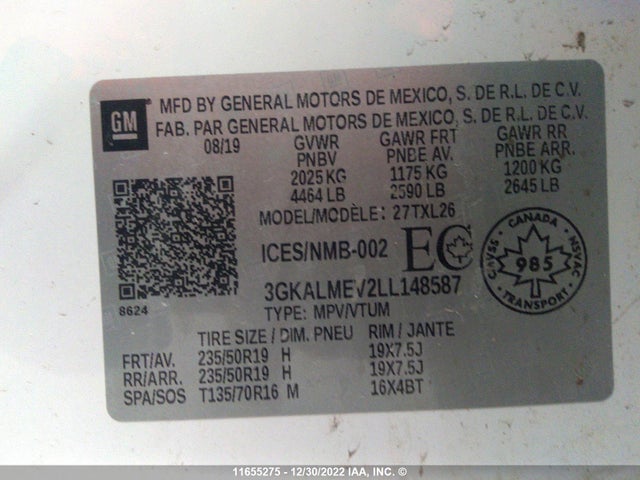 GM
MFD BY GENERAL MOTORS DE MEXICO, S. DE R.L. DE C.V.
FAB. PAR GENERAL MOTORS DE MEXICO, S. DE R.L. DE C.V.
08/19 GVWR GAWR FRT GAWR RR
PNBV PNBE AV. PNBE ARR.
2025 KG 1175 KG 1200 KG
4464 LB 2590 LB 2645 LB
MODEL/MODÈLE: 27TXL26
ICES/NMB-002 EC
CANADA
CMVSS 985 NSVAC
TRANSPORT
3GKALMEV2LL148587
8624
TYPE: MPV/VTUM
TIRE SIZE / DIM. PNEU RIM / JANTE
FRT/AV. 235/50R19 H 19X7.5J
RR/ARR. 235/50R19 H 19X7.5J
SPA/SOS T135/70R16 M 16X4BT
11655275 - 12/30/2022 IAA, INC. ©